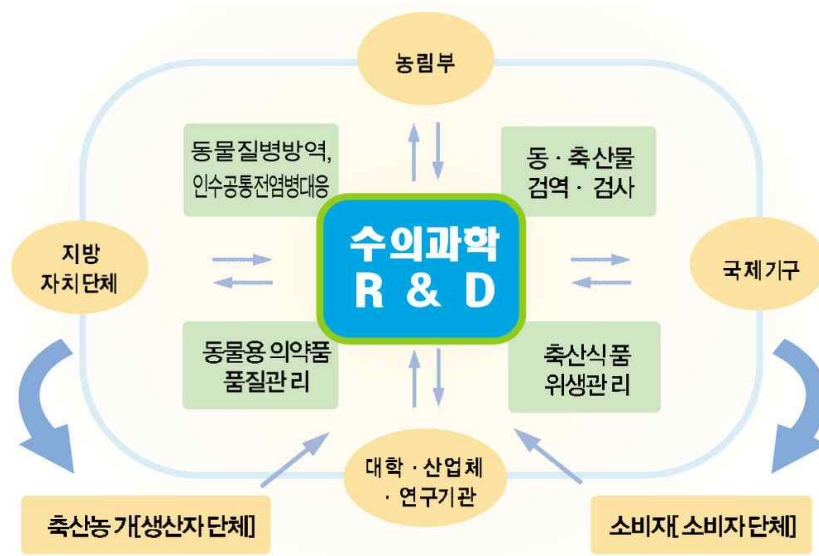 농림부
동물질병방역,
인수공통전염병대응
동·축산물
검역·검사
수의과학
R & D
지방
자치단체
국제기구
동물용의약품
품질관리
축산식품
위생관리
대학·산업체
·연구기관
축산농가[생산자단체]
소비자[소비자단체]